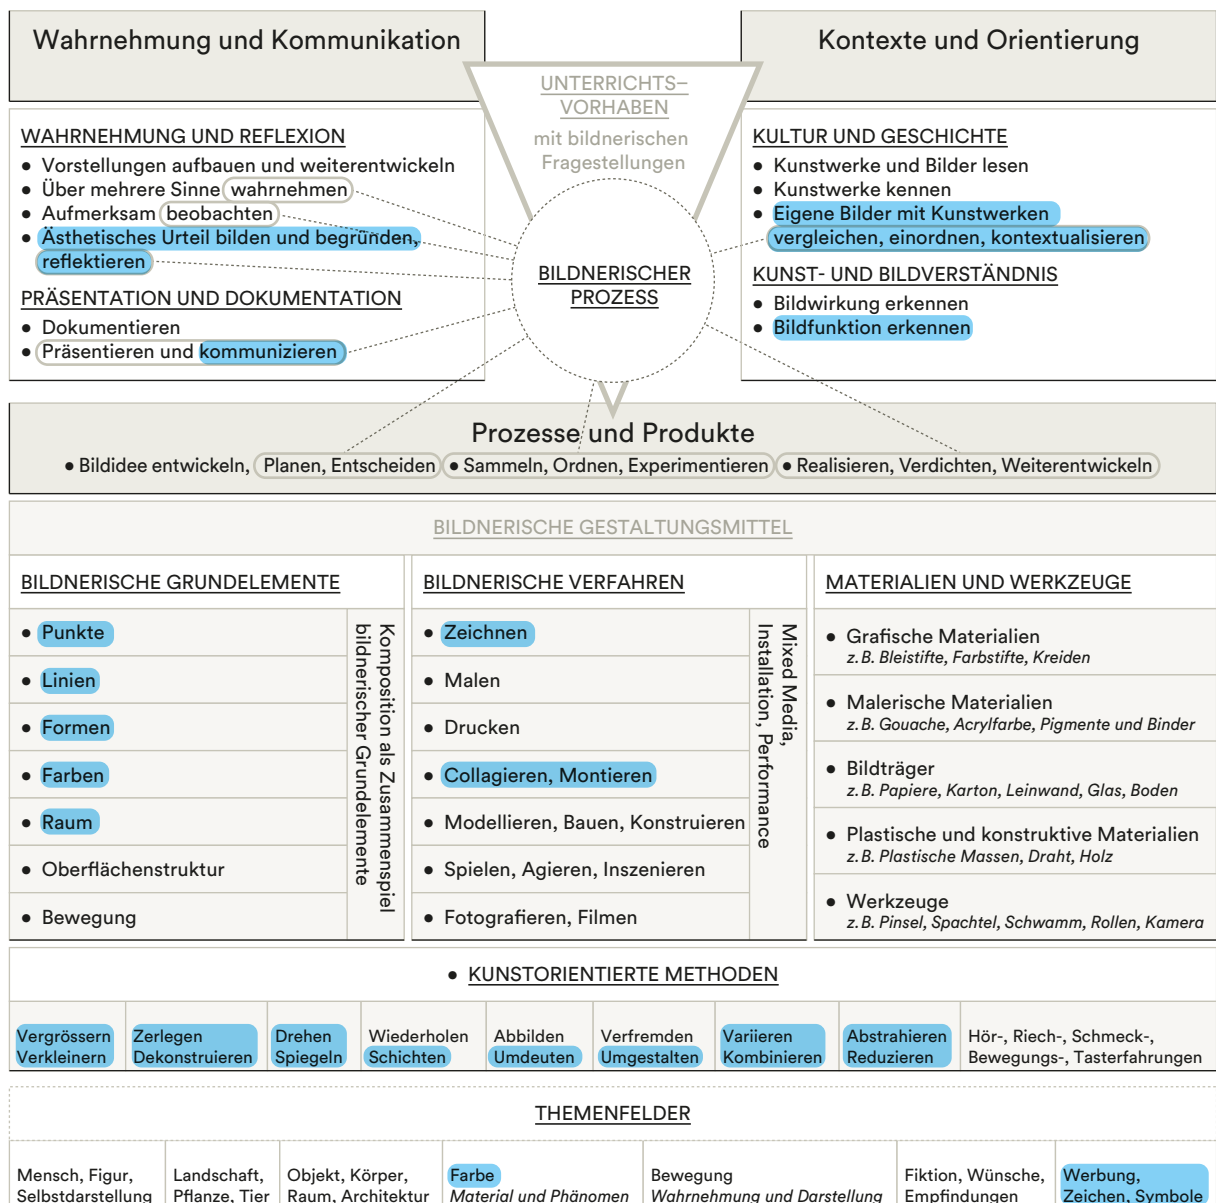 Wahrnehmung und Kommunikation
Kontexte und Orientierung
UNTERRICHTS–
VORHABEN
mit bildnerischen
Fragestellungen
WAHRNEHMUNG UND REFLEXION
● Vorstellungen aufbauen und weiterentwickeln
● Über mehrere Sinne wahrnehmen
● Aufmerksam beobachten
● Ästhetisches Urteil bilden und begründen,
reflektieren
PRÄSENTATION UND DOKUMENTATION
● Dokumentieren
● Präsentieren und kommunizieren
BILDNERISCHER
PROZESS
KULTUR UND GESCHICHTE
● Kunstwerke und Bilder lesen
● Kunstwerke kennen
● Eigene Bilder mit Kunstwerken
vergleichen, einordnen, kontextualisieren
KUNST- UND BILDVERSTÄNDNIS
● Bildwirkung erkennen
● Bildfunktion erkennen
Prozesse und Produkte
● Bildidee entwickeln, Planen, Entscheiden ● Sammeln, Ordnen, Experimentieren ● Realisieren, Verdichten, Weiterentwickeln
BILDNERISCHE GESTALTUNGSMITTEL
BILDNERISCHE GRUNDELEMENTE
● Punkte
● Linien
● Formen
● Farben
● Raum
● Oberflächenstruktur
● Bewegung
Komposition als Zusammenspiel
bildnerischer Grundelemente
BILDNERISCHE VERFAHREN
● Zeichnen
● Malen
● Drucken
● Collagieren, Montieren
● Modellieren, Bauen, Konstruieren
● Spielen, Agieren, Inszenieren
● Fotografieren, Filmen
Mixed Media,
Installation, Performance
MATERIALIEN UND WERKZEUGE
● Grafische Materialien
z. B. Bleistifte, Farbstifte, Kreiden
● Malerische Materialien
z. B. Gouache, Acrylfarbe, Pigmente und Binder
● Bildträger
z. B. Papiere, Karton, Leinwand, Glas, Boden
● Plastische und konstruktive Materialien
z. B. Plastische Massen, Draht, Holz
● Werkzeuge
z. B. Pinsel, Spachtel, Schwamm, Rollen, Kamera
● KUNSTORIENTIERTE METHODEN
Vergrössern
Verkleinern
Zerlegen
Dekonstruieren
Drehen
Spiegeln
Wiederholen
Schichten
Abbilden
Umdeuten
Verfremden
Umgestalten
Variieren
Kombinieren
Abstrahieren
Reduzieren
Hör-, Riech-, Schmeck-,
Bewegungs-, Tasterfahrungen
THEMENFELDER
Mensch, Figur,
Selbstdarstellung
Landschaft,
Pflanze, Tier
Objekt, Körper,
Raum, Architektur
Farbe
Material und Phänomen
Bewegung
Wahrnehmung und Darstellung
Fiktion, Wünsche,
Empfindungen
Werbung,
Zeichen, Symbole